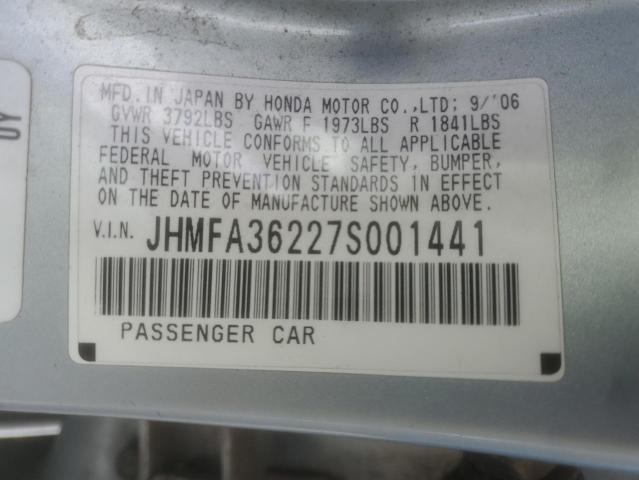 MFD. IN JAPAN BY HONDA MOTOR CO.,LTD; 9/'06
GVWR 3792LBS GAWR F 1973LBS R 1841LBS
THIS VEHICLE CONFORMS TO ALL APPLICABLE
FEDERAL MOTOR VEHICLE SAFETY, BUMPER,
AND THEFT PREVENTION STANDARDS IN EFFECT
ON THE DATE OF MANUFACTURE SHOWN ABOVE.
V.I.N. JHMFA36227S001441
PASSENGER CAR
DY